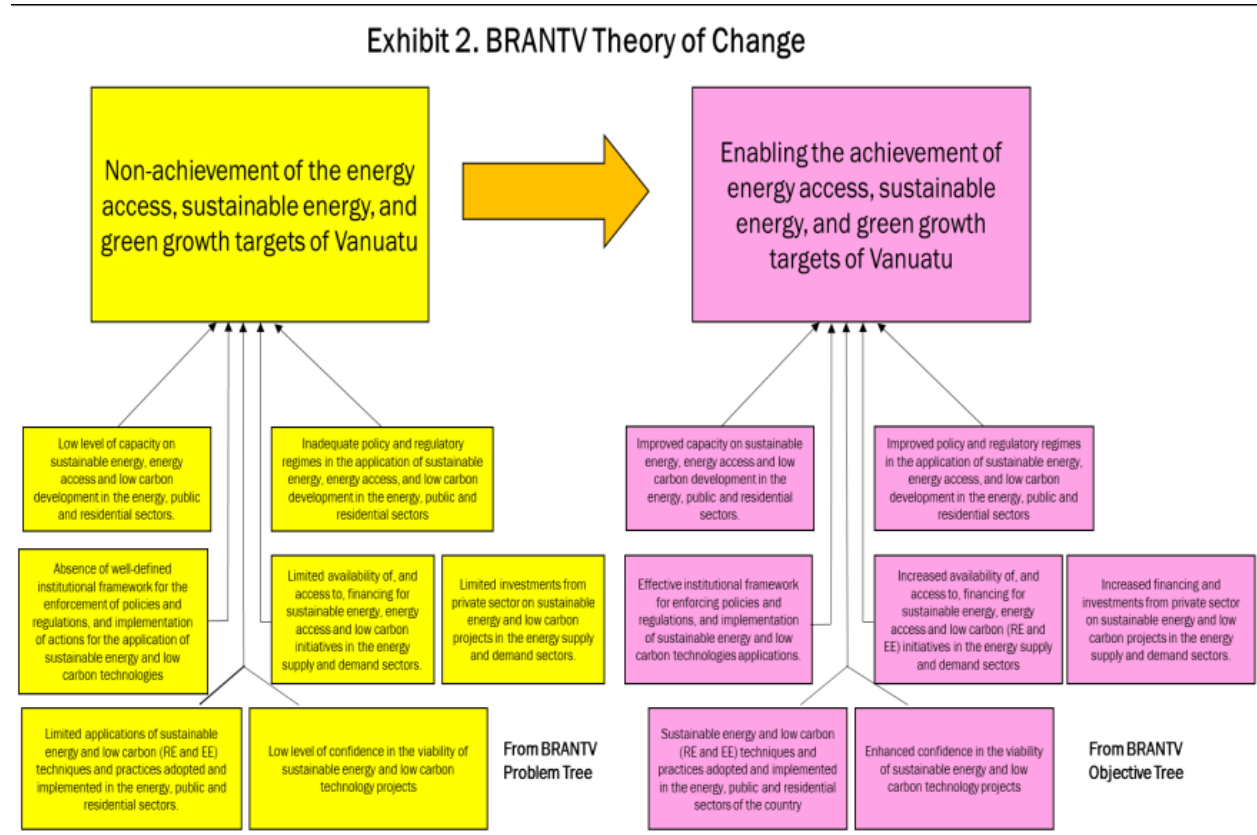 Exhibit 2. BRANTV Theory of Change
Non-achievement of the energy
access, sustainable energy, and
green growth targets of Vanuatu
Enabling the achievement of
energy access, sustainable
energy, and green growth
targets of Vanuatu
Low level of capacity on
sustainable energy, energy
access and low carbon
development in the energy, public
and residential sectors.
Inadequate policy and regulatory
regimes in the application of sustainable
energy, energy access, and low carbon
development in the energy, public and
residential sectors
Improved capacity on sustainable
energy, energy access and low
carbon development in the
energy, public and residential
sectors.
Improved policy and regulatory regimes
in the application of sustainable energy,
energy access, and low carbon
development in the energy, public and
residential sectors
Absence of well-defined
institutional framework for the
enforcement of policies and
regulations, and implementation
of actions for the application of
sustainable energy and low
carbon technologies
Limited availability of, and
access to, financing for
sustainable energy, energy
access and low carbon
initiatives in the energy
supply and demand sectors.
Limited investments from
private sector on sustainable
energy and low carbon
projects in the energy supply
and demand sectors.
Effective institutional framework
for enforcing policies and
regulations, and implementation
of sustainable energy and low
carbon technologies applications.
Increased availability of, and
access to, financing for
sustainable energy, energy
access and low carbon (RE and
EE) initiatives in the energy
supply and demand sectors
Increased financing and
investments from private sector
on sustainable energy and low
carbon projects in the energy
supply and demand sectors.
Limited applications of sustainable
energy and low carbon (RE and EE)
techniques and practices adopted and
implemented in the energy, public and
residential sectors.
Low level of confidence in the viability of
sustainable energy and low carbon
technology projects
From BRANTV
Problem Tree
Sustainable energy and low carbon
(RE and EE) techniques and
practices adopted and implemented
in the energy, public and residential
sectors of the country
Enhanced confidence in the viability
of sustainable energy and low
carbon technology projects
From BRANTV
Objective Tree